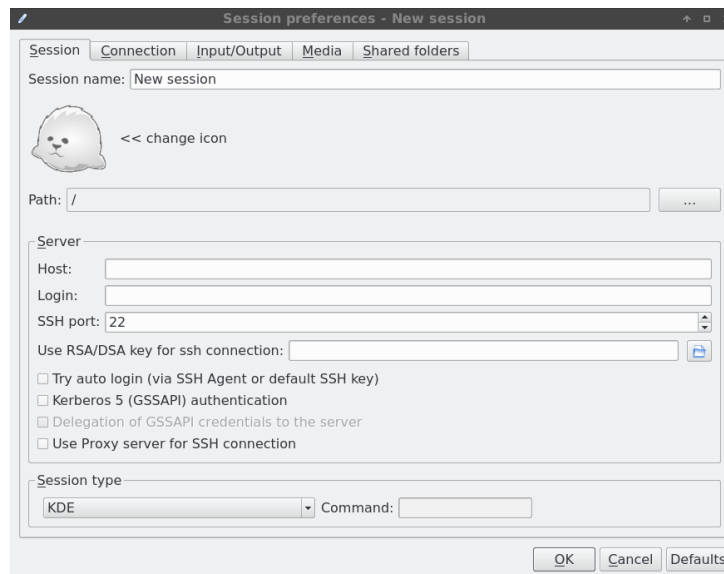 Session preferences - New session
Session Connection Input/Output Media Shared folders
Session name: New session
<< change icon
Path: / ...
Server
Host:
Login:
SSH port: 22
Use RSA/DSA key for ssh connection:
Try auto login (via SSH Agent or default SSH key)
Kerberos 5 (GSSAPI) authentication
Delegation of GSSAPI credentials to the server
Use Proxy server for SSH connection
Session type
KDE Command:
OK Cancel Defaults